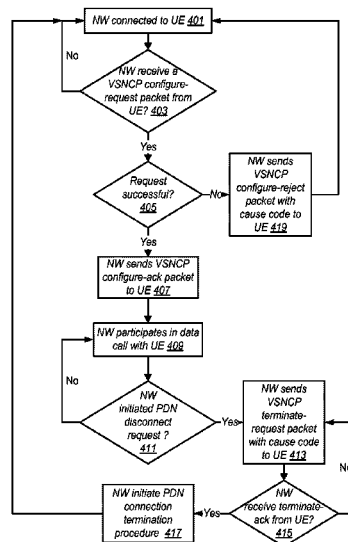 NW connected to UE 401
No
NW receive a
VSNCP configure-
request packet from
UE? 403
Yes
Request
successful?
405
No
NW sends VSNCP
configure-reject
packet with
cause code to
UE 419
Yes
NW sends VSNCP
configure-ack packet
to UE 407
NW participates in data
call with UE 409
No
NW
initiated PDN
disconnect
request ?
411
Yes
NW sends
VSNCP
terminate-
request packet
with cause code
to UE 413
No
NW
receive terminate-
ack from UE?
415
Yes
NW initiate PDN
connection
termination
procedure 417